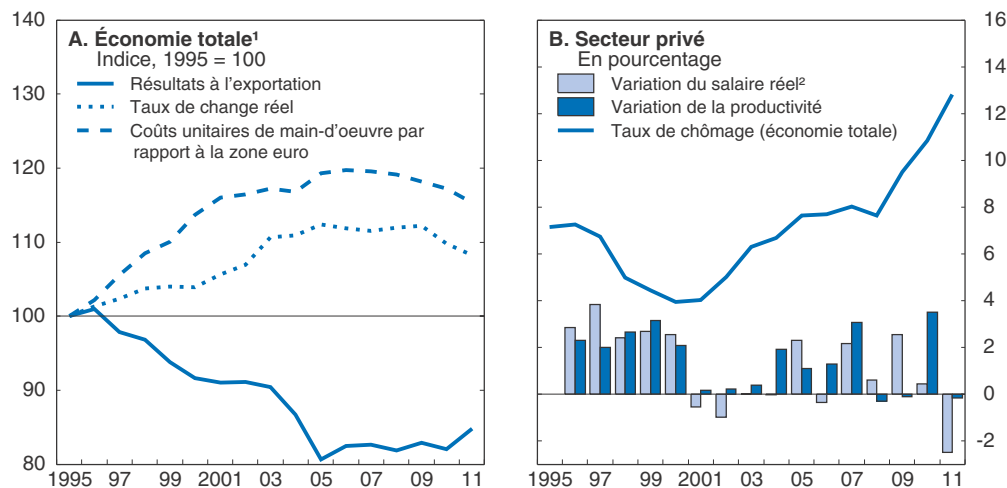 A. Économie totale¹
Indice, 1995 = 100
Résultats à l'exportation
Taux de change réel
Coûts unitaires de main-d'oeuvre par
rapport à la zone euro
140
130
120
110
100
90
80
1995 97 99 2001 03 05 07 09 11
B. Secteur privé
En pourcentage
Variation du salaire réel²
Variation de la productivité
Taux de chômage (économie totale)
16
14
12
10
8
6
4
2
0
-2
1995 97 99 2001 03 05 07 09 11